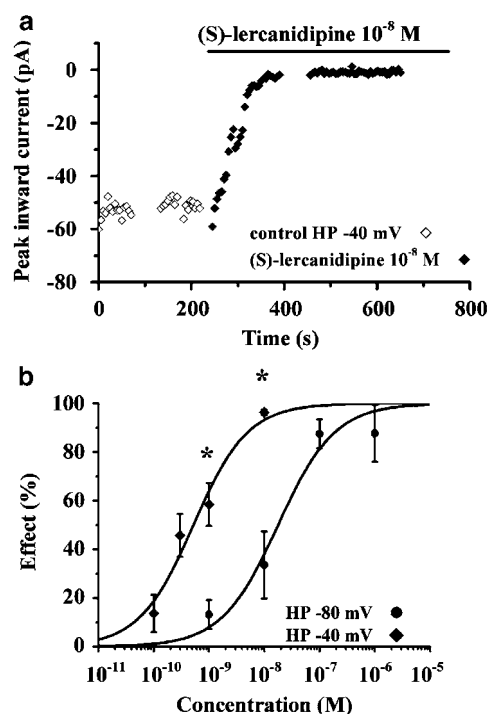 a
(S)-lercanidipine 10⁻⁸ M
Peak inward current (pA)
0
-20
-40
-60
-80
control HP -40 mV
(S)-lercanidipine 10⁻⁸ M
0 200 400 600 800
Time (s)
b
* *
Effect (%)
100
80
60
40
20
0
HP -80 mV
HP -40 mV
10⁻¹¹ 10⁻¹⁰ 10⁻⁹ 10⁻⁸ 10⁻⁷ 10⁻⁶ 10⁻⁵
Concentration (M)